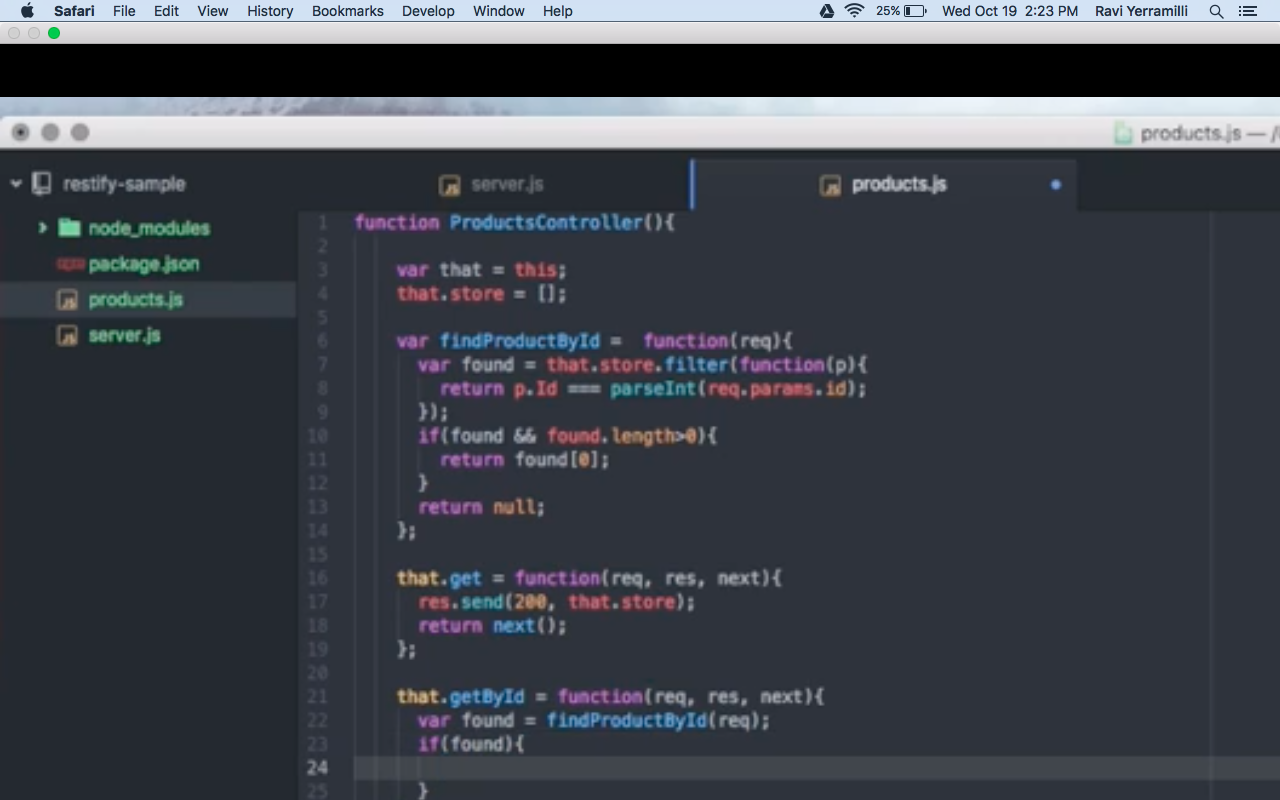 Safari File Edit View History Bookmarks Develop Window Help 25% Wed Oct 19 2:23 PM Ravi Yerramilli
products.js — /
restify-sample
server.js
products.js
node_modules
package.json
products.js
server.js
1 function ProductsController(){
2
3 var that = this;
4 that.store = [];
5
6 var findProductById =  function(req){
7 var found = that.store.filter(function(p){
8 return p.Id === parseInt(req.params.id);
9 });
10 if(found && found.length>0){
11 return found[0];
12 }
13 return null;
14 };
15
16 that.get = function(req, res, next){
17 res.send(200, that.store);
18 return next();
19 };
20
21 that.getById = function(req, res, next){
22 var found = findProductById(req);
23 if(found){
24
25 }